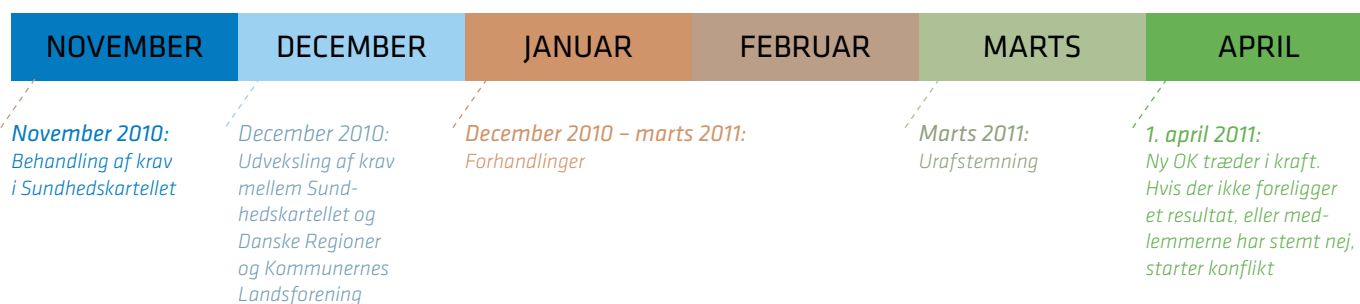 NOVEMBER
DECEMBER
JANUAR
FEBRUAR
MARTS
APRIL
November 2010:
Behandling af krav
i Sundhedskartellet
December 2010:
Udveksling af krav
mellem Sund-
hedskartellet og
Danske Regioner
og Kommunernes
Landsforening
December 2010 – marts 2011:
Forhandlinger
Marts 2011:
Urafstemning
1. april 2011:
Ny OK træder i kraft.
Hvis der ikke foreligger
et resultat, eller med-
lemmerne har stemt nej,
starter konflikt